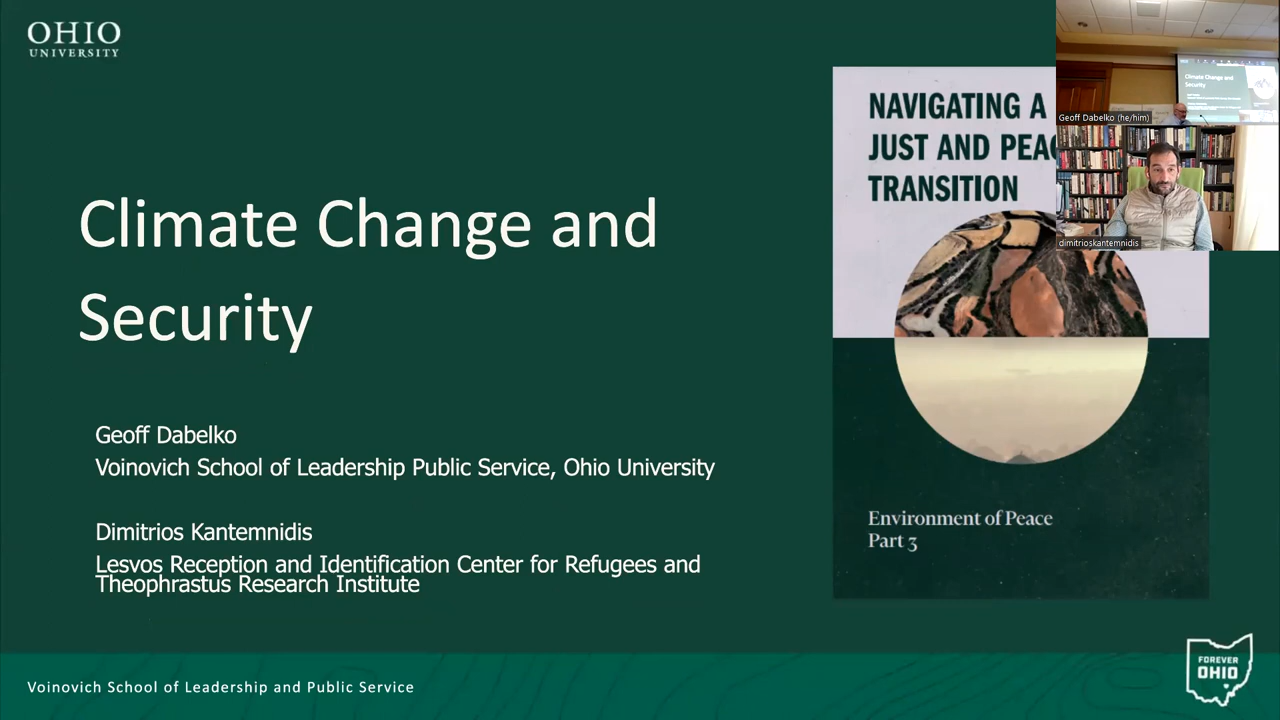 OHIO
UNIVERSITY
Climate Change and
Security
Geoff Dabelko
Voinovich School of Leadership Public Service, Ohio University
Dimitrios Kantemnidis
Lesvos Reception and Identification Center for Refugees and
Theophrastus Research Institute
Voinovich School of Leadership and Public Service
NAVIGATING A
JUST AND
TRANSITION
Environment of Peace
Part 3
Geoff Dabelko (he/him)
Climate Change and
Security
dimitrioskantemnidis
FOREVER
OHIO